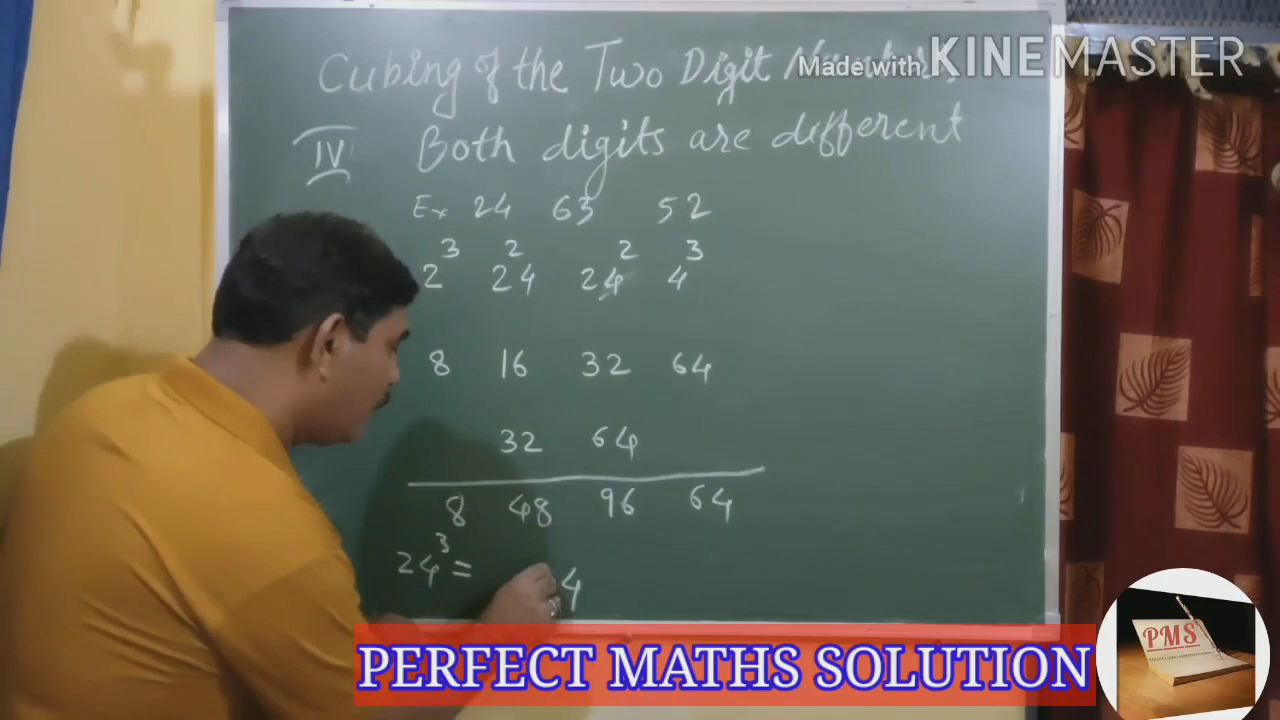 Made with KINEMASTER
Cubing of the Two Digit
IV Both digits are different
Ex 24 63 52
2³ 2²4 24² 4³
8 16 32 64
32 64
8 48 96 64
24³ = 4
PERFECT MATHS SOLUTION
PMS